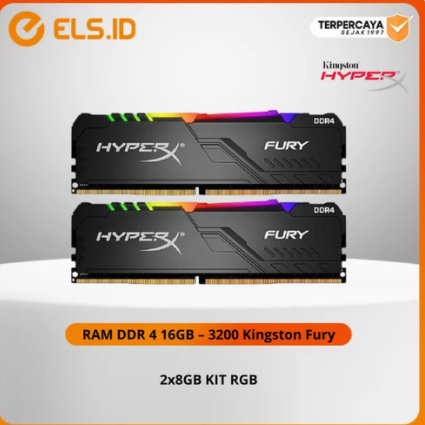 ELS.ID
TERPERCAYA
SEJAK 1997
Kingston
HYPERX
DDR4
HYPERX
FURY
DDR4
HYPERX
FURY
RAM DDR 4 16GB – 3200 Kingston Fury
2x8GB KIT RGB